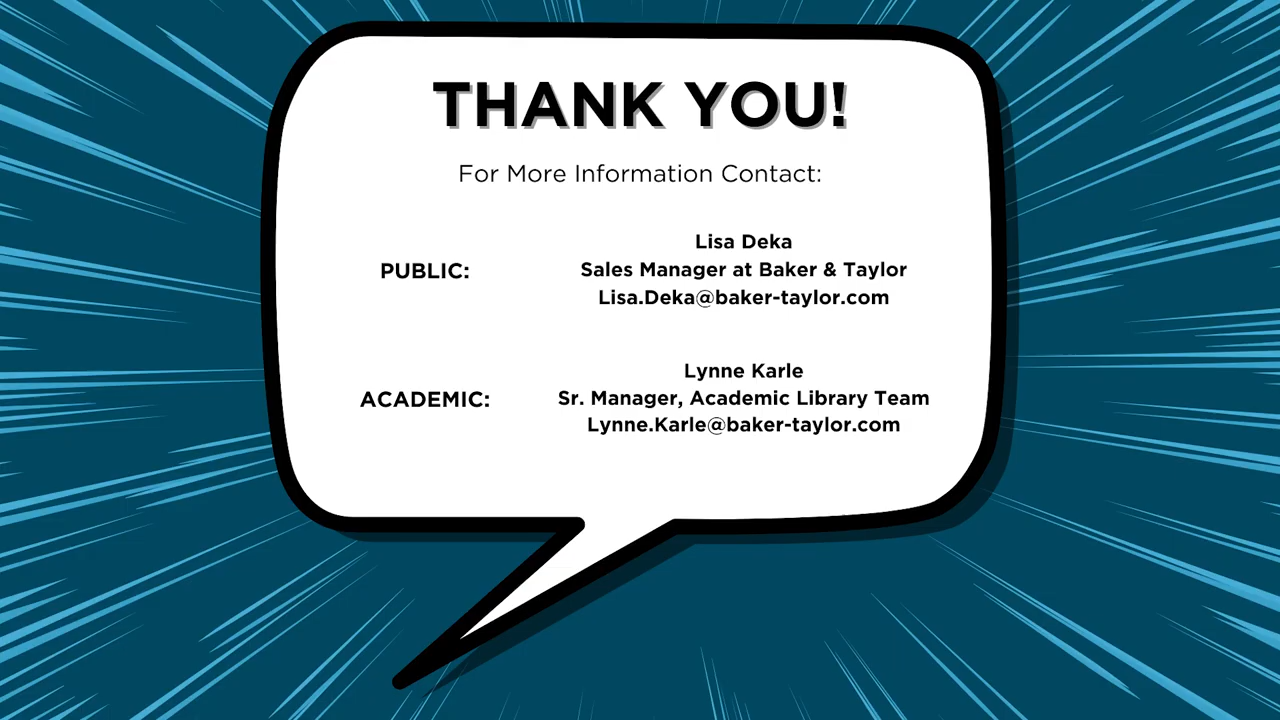 THANK YOU!
For More Information Contact:
PUBLIC:
Lisa Deka
Sales Manager at Baker & Taylor
Lisa.Deka@baker-taylor.com
ACADEMIC:
Lynne Karle
Sr. Manager, Academic Library Team
Lynne.Karle@baker-taylor.com